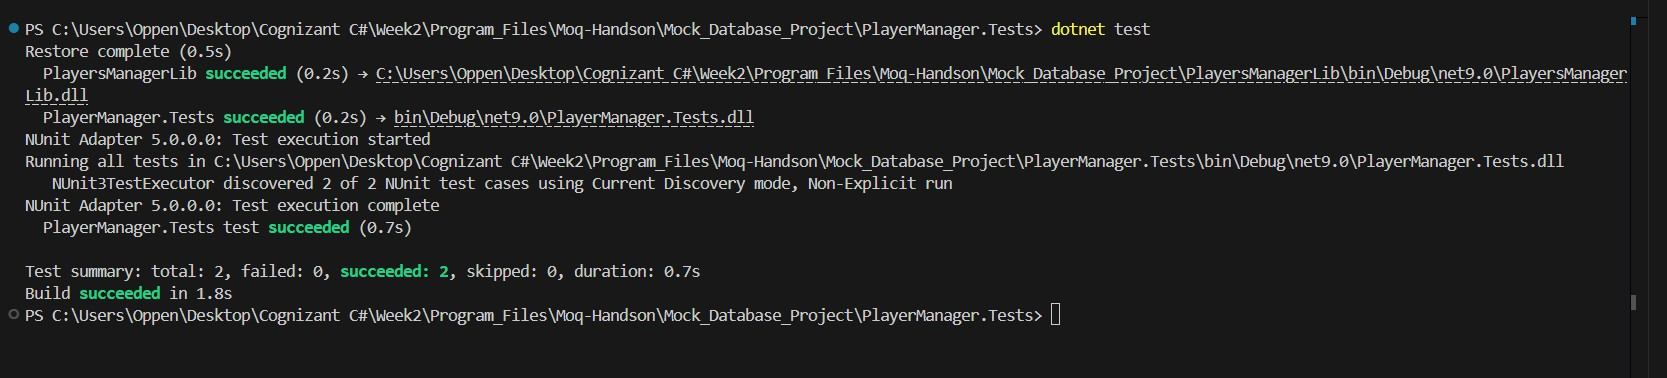 PS C:\Users\Oppen\Desktop\Cognizant C#\Week2\Program_Files\Moq-Handson\Mock_Database_Project\PlayerManager.Tests> dotnet test
Restore complete (0.5s)
PlayersManagerLib succeeded (0.2s) → C:\Users\Oppen\Desktop\Cognizant C#\Week2\Program_Files\Moq-Handson\Mock_Database_Project\PlayersManagerLib\bin\Debug\net9.0\PlayersManager
Lib.dll
PlayerManager.Tests succeeded (0.2s) → bin\Debug\net9.0\PlayerManager.Tests.dll
NUnit Adapter 5.0.0.0: Test execution started
Running all tests in C:\Users\Oppen\Desktop\Cognizant C#\Week2\Program_Files\Moq-Handson\Mock_Database_Project\PlayerManager.Tests\bin\Debug\net9.0\PlayerManager.Tests.dll
NUnit3TestExecutor discovered 2 of 2 NUnit test cases using Current Discovery mode, Non-Explicit run
NUnit Adapter 5.0.0.0: Test execution complete
PlayerManager.Tests test succeeded (0.7s)
Test summary: total: 2, failed: 0, succeeded: 2, skipped: 0, duration: 0.7s
Build succeeded in 1.8s
PS C:\Users\Oppen\Desktop\Cognizant C#\Week2\Program_Files\Moq-Handson\Mock_Database_Project\PlayerManager.Tests>